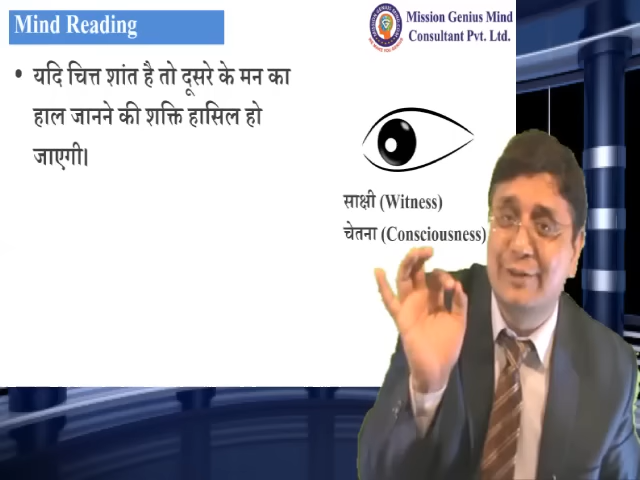 Mind Reading
Mission Genius Mind
Consultant Pvt. Ltd.
• यदि चित्त शांत है तो दूसरे के मन का
हाल जानने की शक्ति हासिल हो
जाएगी।
साक्षी (Witness)
चेतना (Consciousness)